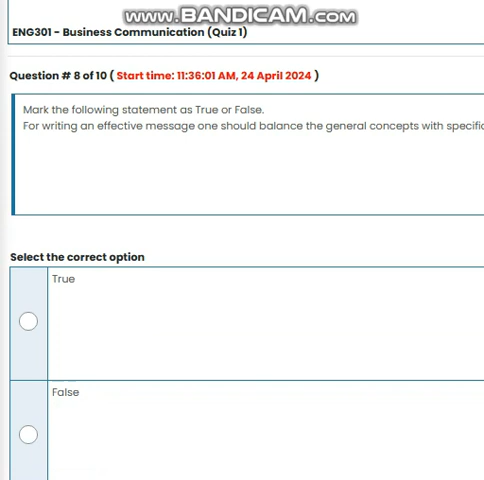 www.BANDICAM.com
ENG301 - Business Communication (Quiz 1)
Question # 8 of 10 ( Start time: 11:36:01 AM, 24 April 2024 )
Mark the following statement as True or False.
For writing an effective message one should balance the general concepts with
Select the correct option
True
False